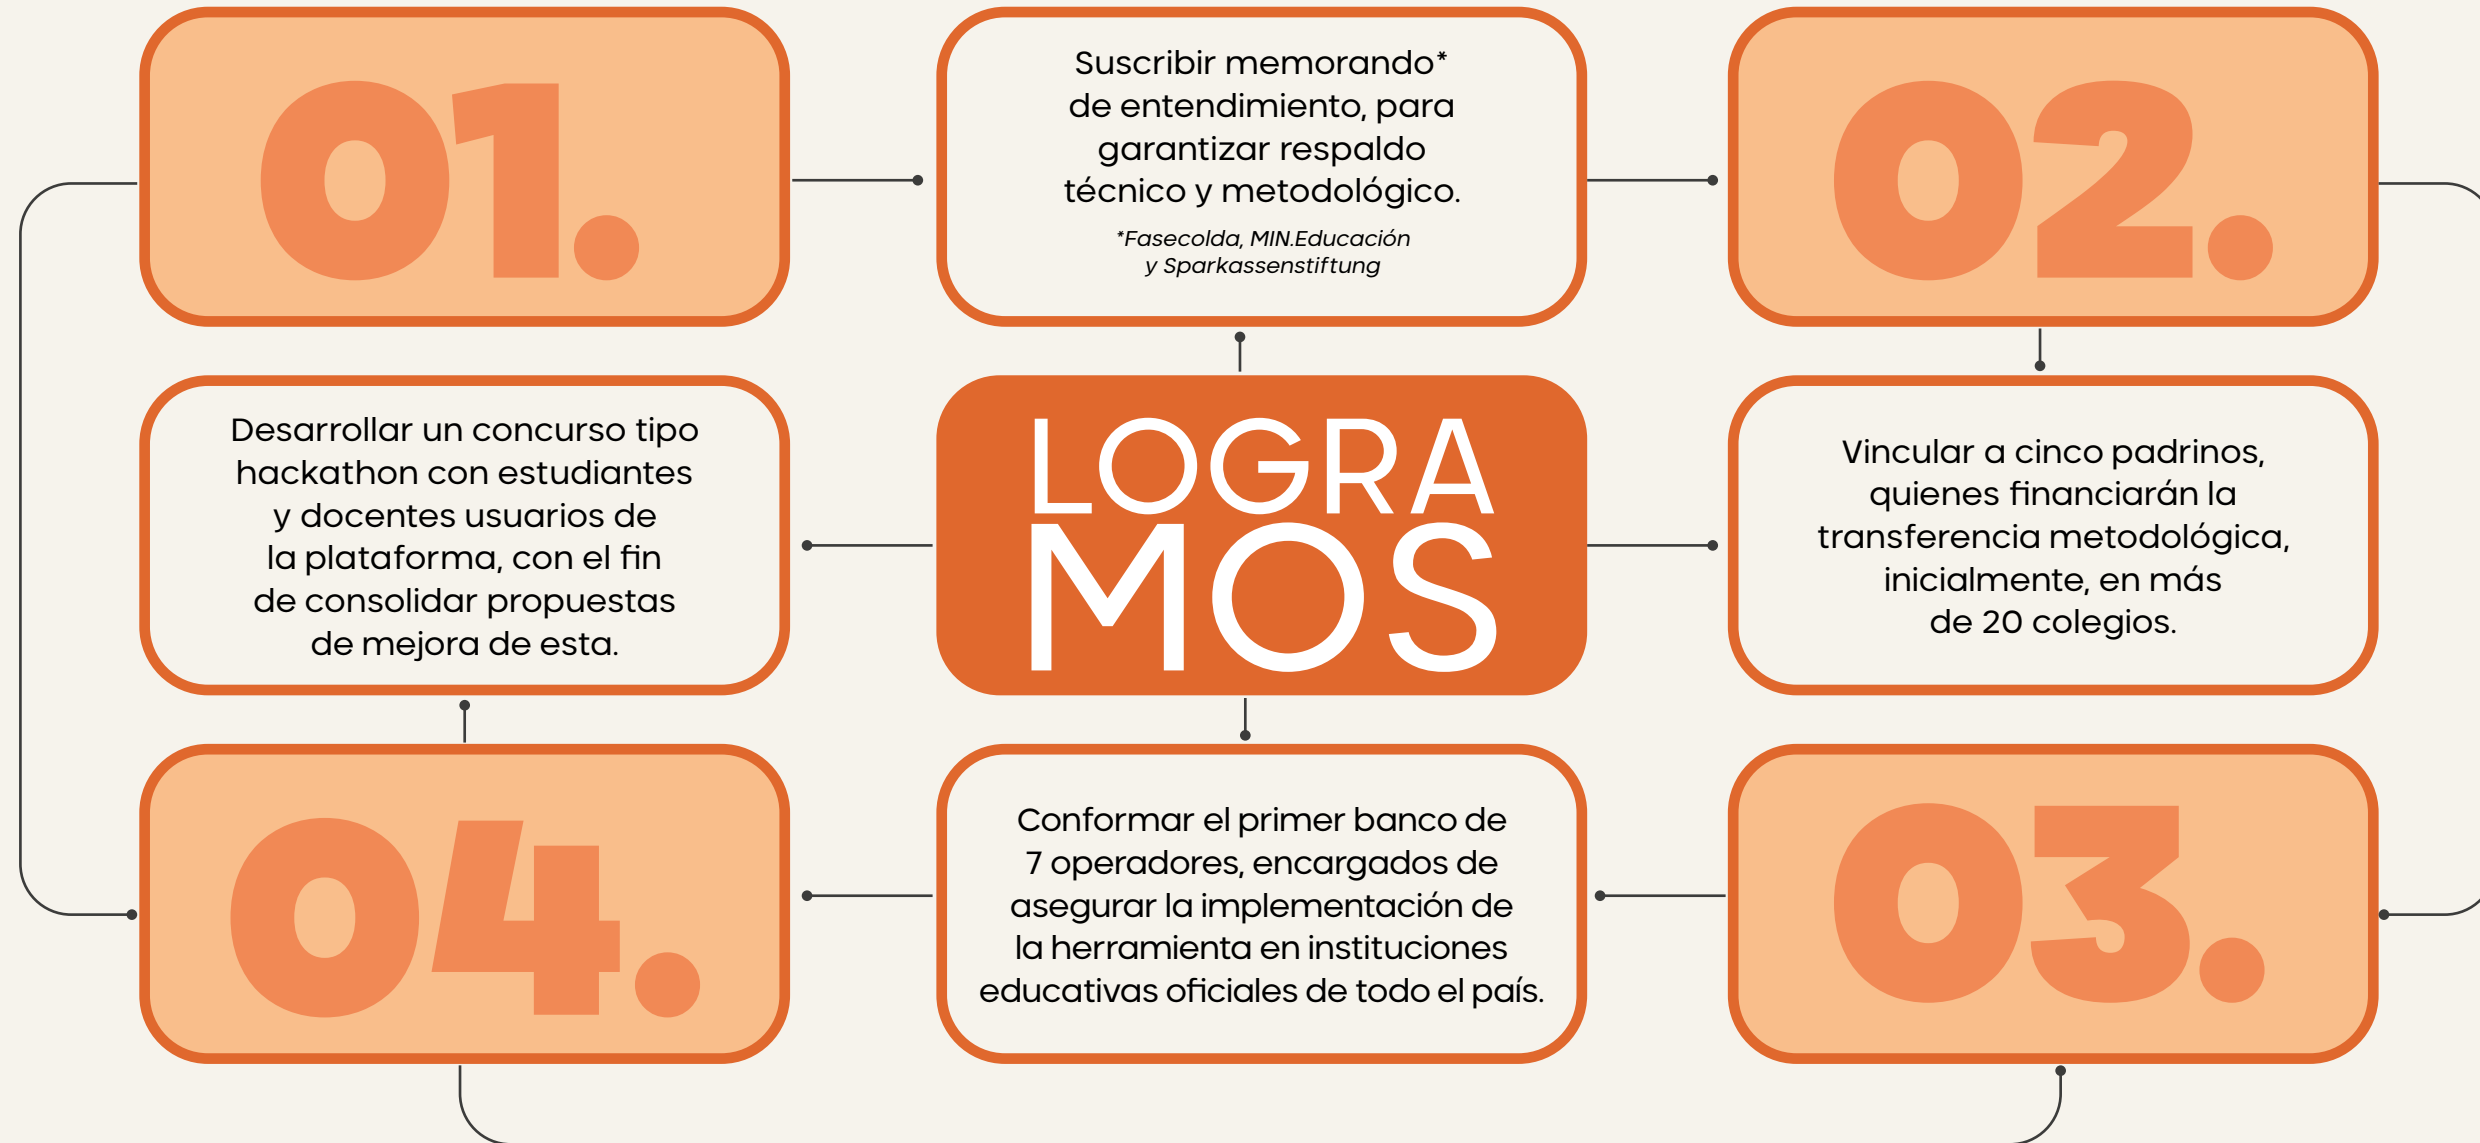 01.
Suscribir memorando*
de entendimiento, para
garantizar respaldo
técnico y metodológico.
*Fasecolda, MIN.Educación
y Sparkassenstiftung
02.
Desarrollar un concurso tipo
hackathon con estudiantes
y docentes usuarios de
la plataforma, con el fin
de consolidar propuestas
de mejora de esta.
LOGRA
MOS
Vincular a cinco padrinos,
quienes financiarán la
transferencia metodológica,
inicialmente, en más
de 20 colegios.
04.
Conformar el primer banco de
7 operadores, encargados de
asegurar la implementación de
la herramienta en instituciones
educativas oficiales de todo el país.
03.